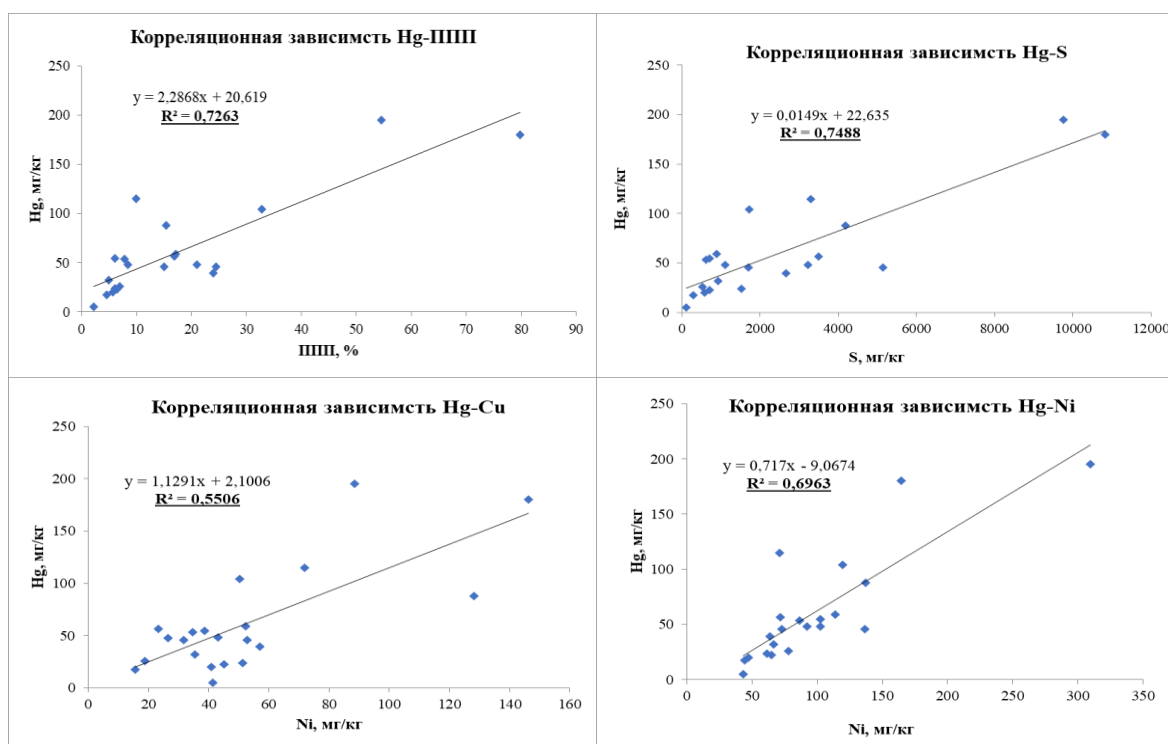 Корреляционная зависимсть Hg-ППП
Hg, мг/кг
250
200
150
100
50
0
y = 2,2868x + 20,619
R² = 0,7263
0 10 20 30 40 50 60 70 80 90
ППП, %
Корреляционная зависимсть Hg-S
Hg, мг/кг
250
200
150
100
50
0
y = 0,0149x + 22,635
R² = 0,7488
0 2000 4000 6000 8000 10000 12000
S, мг/кг
Корреляционная зависимсть Hg-Cu
Hg, мг/кг
250
200
150
100
50
0
y = 1,1291x + 2,1006
R² = 0,5506
0 20 40 60 80 100 120 140 160
Ni, мг/кг
Корреляционная зависимсть Hg-Ni
Hg, мг/кг
250
200
150
100
50
0
y = 0,717x - 9,0674
R² = 0,6963
0 50 100 150 200 250 300 350
Ni, мг/кг